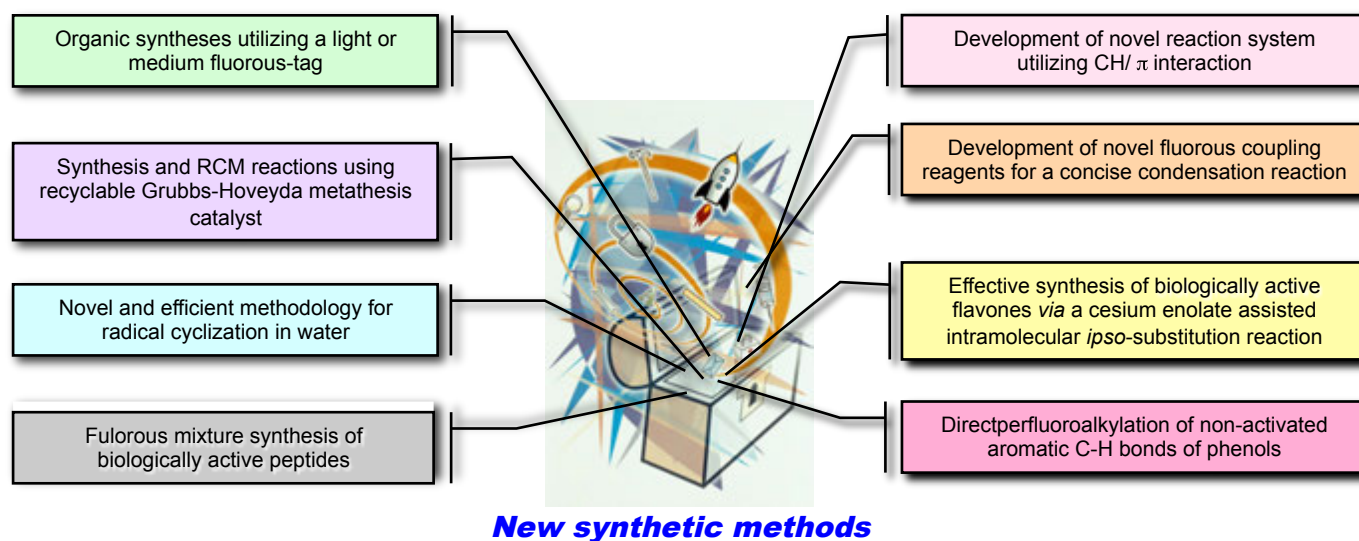 Organic syntheses utilizing a light or
medium fluorous-tag
Synthesis and RCM reactions using
recyclable Grubbs-Hoveyda metathesis
catalyst
Novel and efficient methodology for
radical cyclization in water
Fulorous mixture synthesis of
biologically active peptides
Development of novel reaction system
utilizing CH/ π interaction
Development of novel fluorous coupling
reagents for a concise condensation reaction
Effective synthesis of biologically active
flavones via a cesium enolate assisted
intramolecular ipso-substitution reaction
Directperfluoroalkylation of non-activated
aromatic C-H bonds of phenols
New synthetic methods